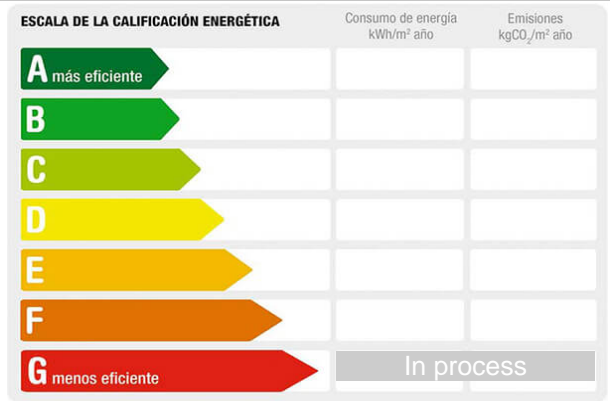 ESCALA DE LA CALIFICACIÓN ENERGÉTICA
Consumo de energía
kWh/m² año
Emisiones
kgCO₂/m² año
A más eficiente
B
C
D
E
F
G menos eficiente
In process